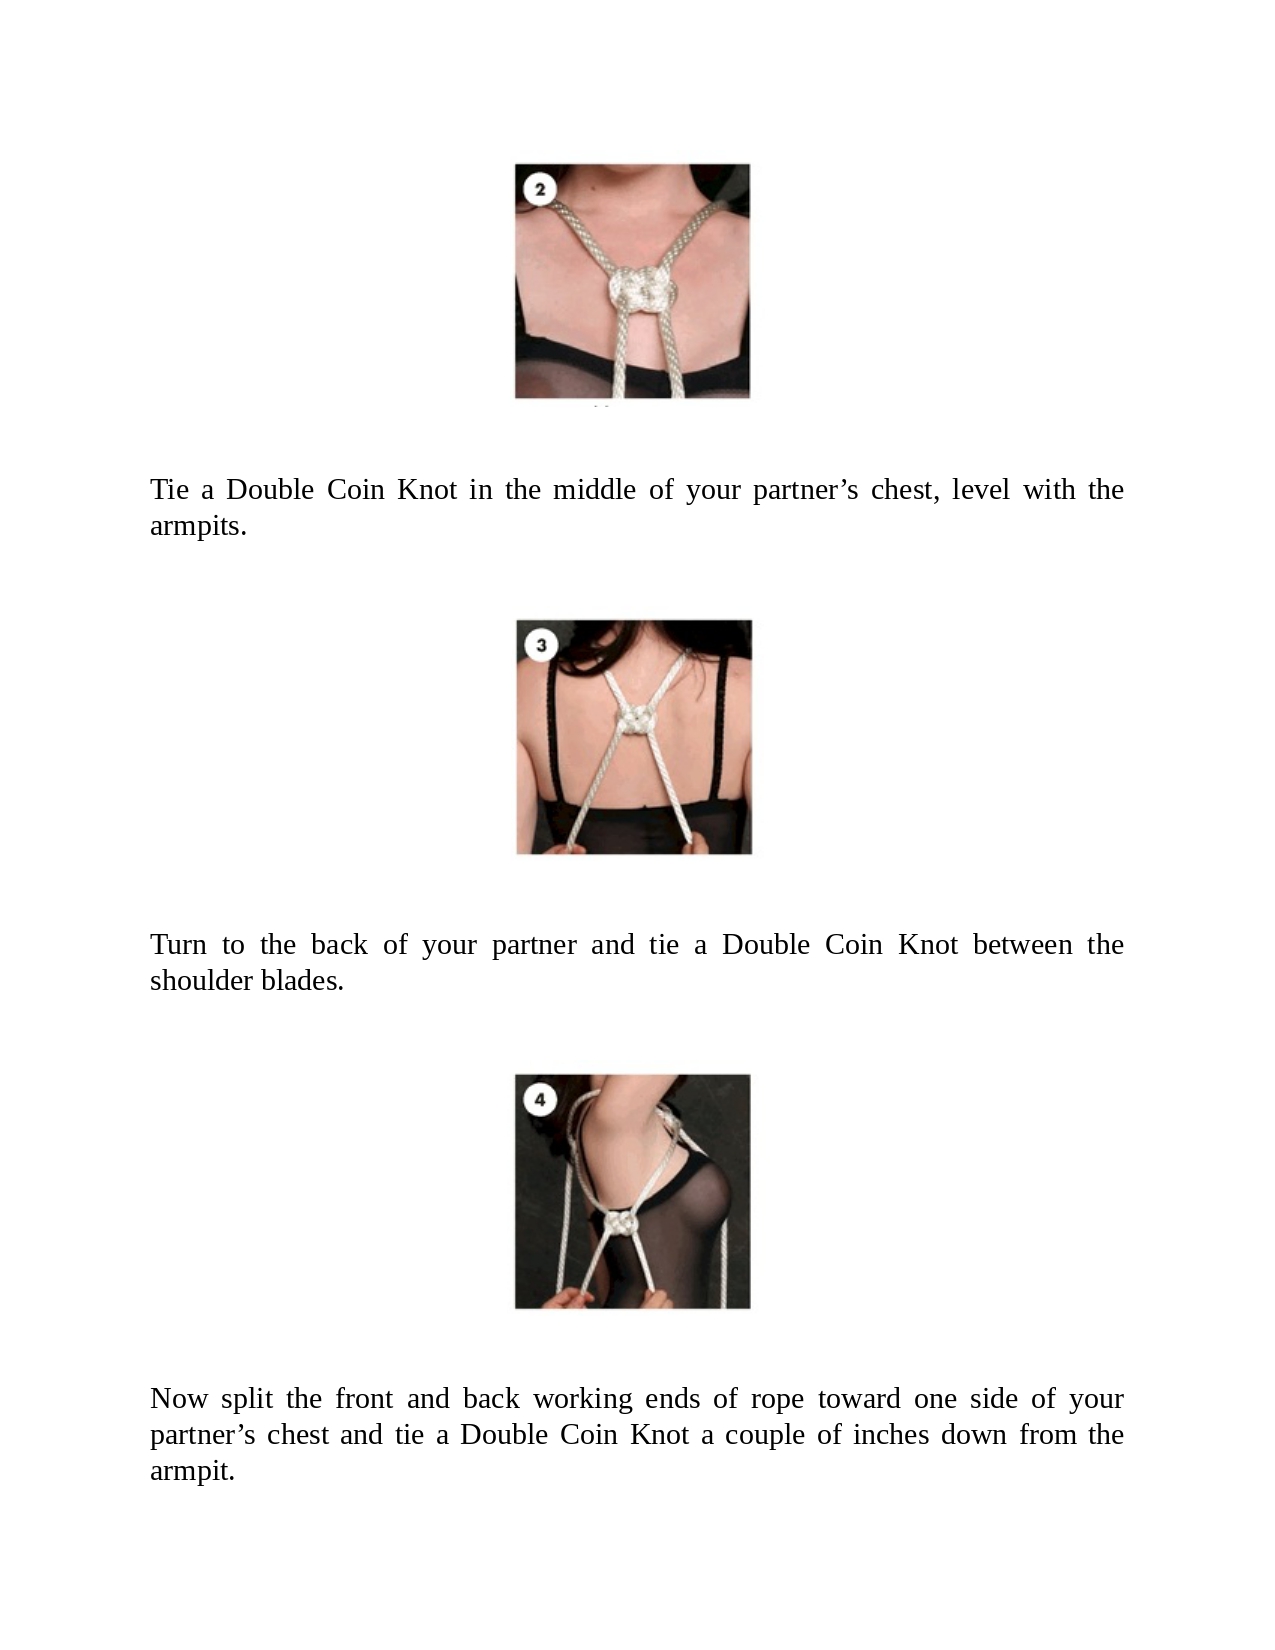 2
Tie a Double Coin Knot in the middle of your partner’s chest, level with the
armpits.
3
Turn to the back of your partner and tie a Double Coin Knot between the
shoulder blades.
4
Now split the front and back working ends of rope toward one side of your
partner’s chest and tie a Double Coin Knot a couple of inches down from the
armpit.